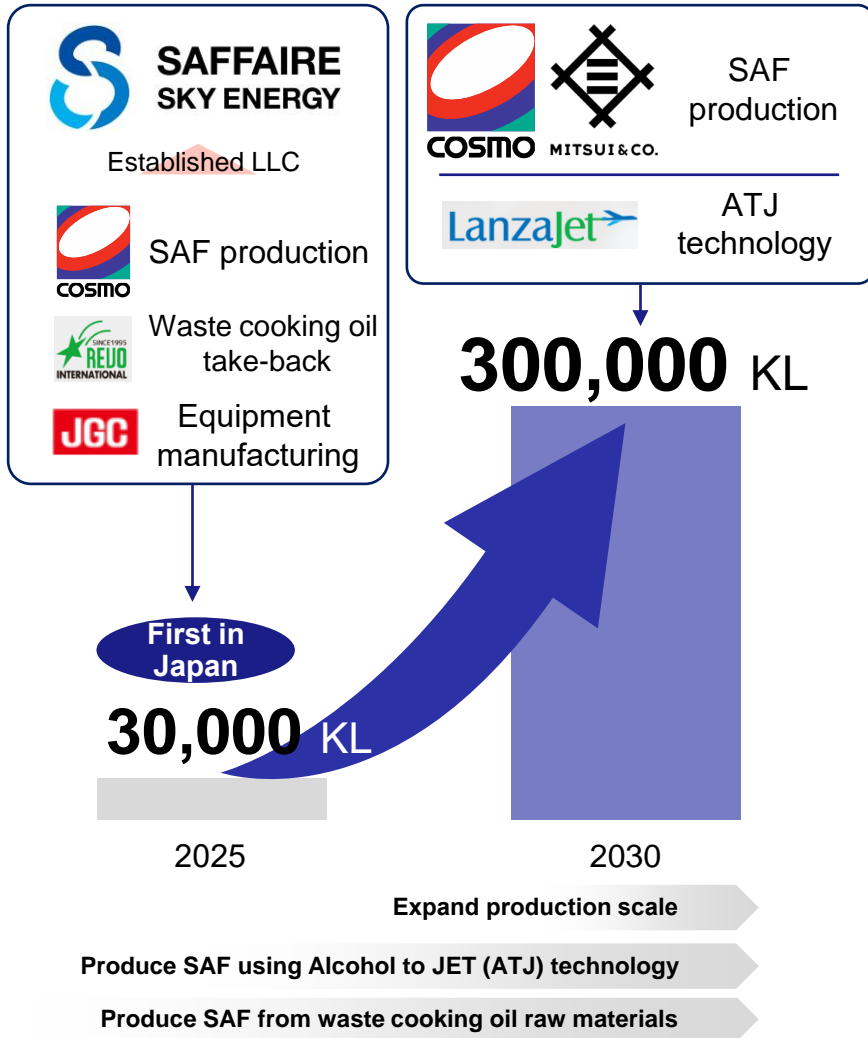 SAFFAIRE
SKY ENERGY
Established LLC
COSMO
SAF production
SINCE1995
REVO
INTERNATIONAL
Waste cooking oil
take-back
JGC
Equipment
manufacturing
COSMO
MITSUI&CO.
SAF
production
LanzaJet
ATJ
technology
First in
Japan
30,000 KL
300,000 KL
2025
2030
Expand production scale
Produce SAF using Alcohol to JET (ATJ) technology
Produce SAF from waste cooking oil raw materials